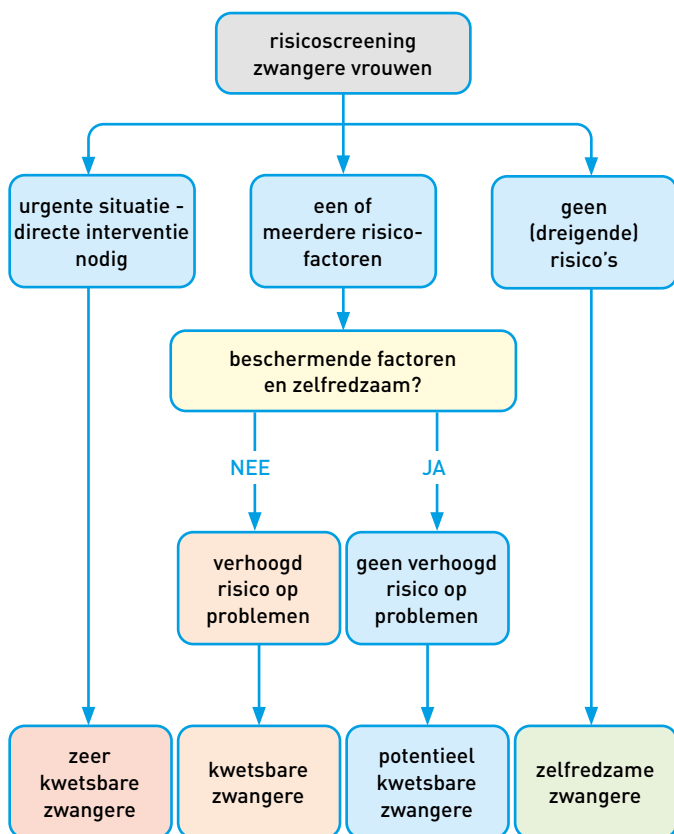 risicoscreening
zwangere vrouwen
urgente situatie -
directe interventie
nodig
een of
meerdere risico-
factoren
geen
(dreigende)
risico's
beschermende factoren
en zelfredzaam?
NEE
JA
verhoogd
risico op
problemen
geen verhoogd
risico op
problemen
zeer
kwetsbare
zwangere
kwetsbare
zwangere
potentieel
kwetsbare
zwangere
zelfredzame
zwangere